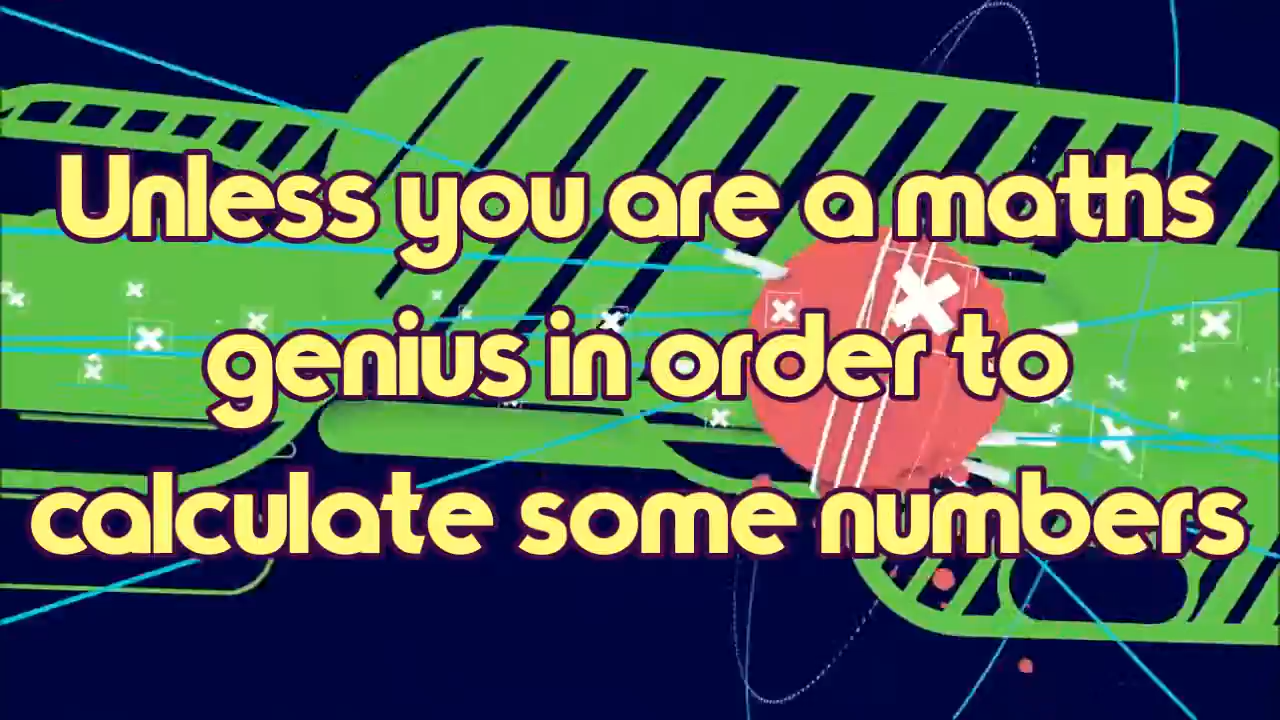 Unless you are a maths
genius in order to
calculate some numbers